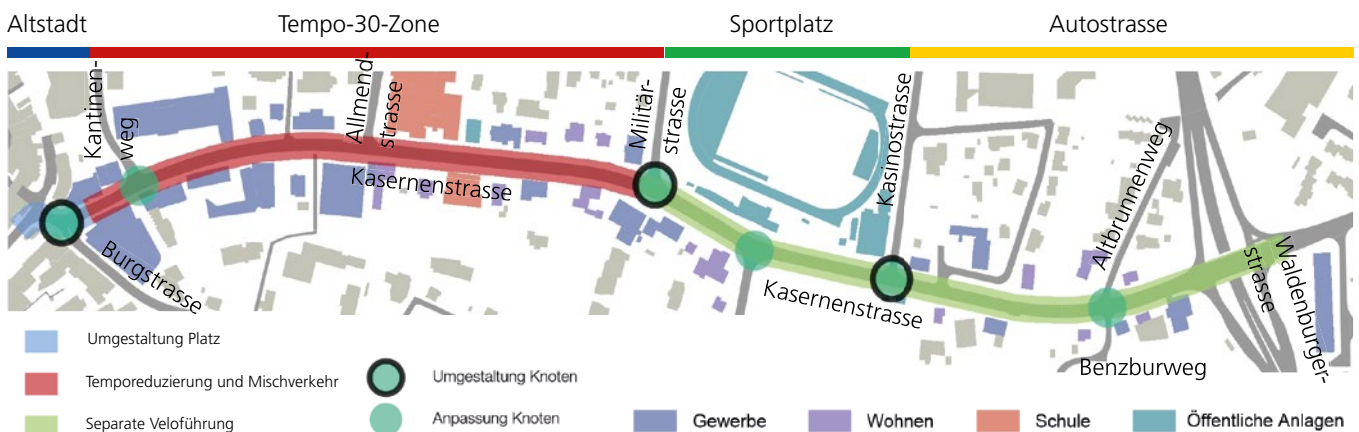 Altstadt
Tempo-30-Zone
Sportplatz
Autostrasse
Kantinen-
weg
Allmend-
strasse
Militär-
strasse
Kasinostrasse
Altbrunnenweg
Kasernenstrasse
Burgstrasse
Kasernenstrasse
Waldenburger-
strasse
Benzburweg
Umgestaltung Platz
Temporeduzierung und Mischverkehr
Separate Veloführung
Umgestaltung Knoten
Anpassung Knoten
Gewerbe
Wohnen
Schule
Öffentliche Anlagen